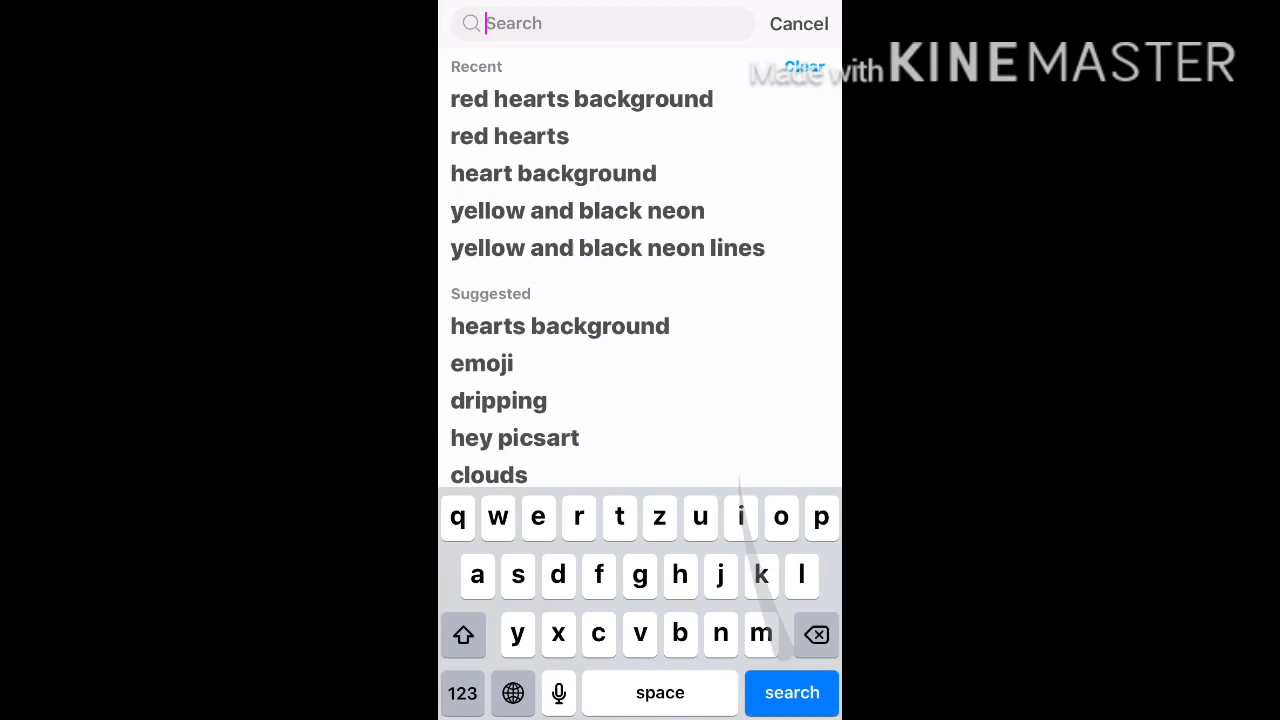 Search Cancel
Recent Clear
Made with KINEMASTER
red hearts background
red hearts
heart background
yellow and black neon
yellow and black neon lines
Suggested
hearts background
emoji
dripping
hey picsart
clouds
q w e r t z u i o p
a s d f g h j k l
y x c v b n m
123 space search